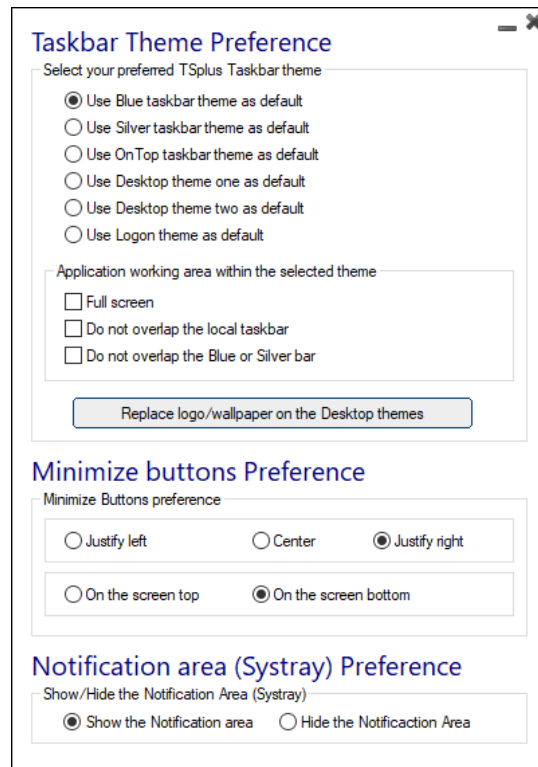 Taskbar Theme Preference
Select your preferred TSplus Taskbar theme
Use Blue taskbar theme as default
Use Silver taskbar theme as default
Use OnTop taskbar theme as default
Use Desktop theme one as default
Use Desktop theme two as default
Use Logon theme as default
Application working area within the selected theme
Full screen
Do not overlap the local taskbar
Do not overlap the Blue or Silver bar
Replace logo/wallpaper on the Desktop themes
Minimize buttons Preference
Minimize Buttons preference
Justify left Center Justify right
On the screen top On the screen bottom
Notification area (Systray) Preference
Show/Hide the Notification Area (Systray)
Show the Notification area Hide the Notificaction Area